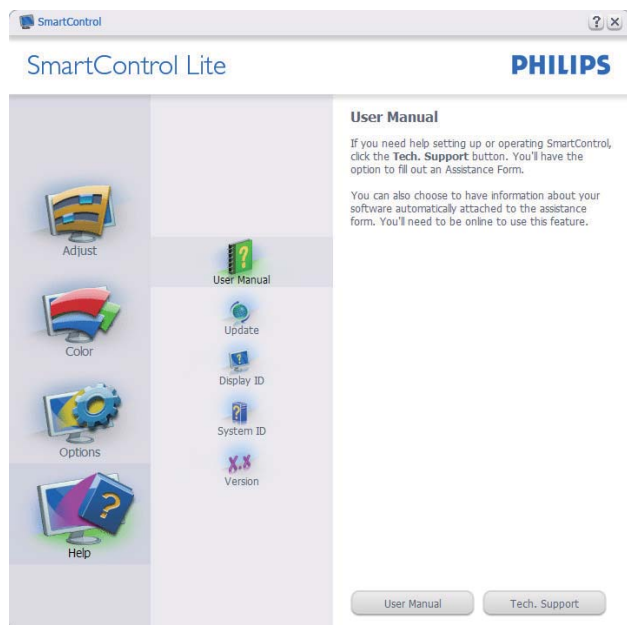 SmartControl
? X
SmartControl Lite
PHILIPS
Adjust
Color
Options
?
Help
?
User Manual
Update
?
Display ID
?
System ID
X.X
Version
User Manual
If you need help setting up or operating SmartControl,
click the Tech. Support button. You'll have the
option to fill out an Assistance Form.
You can also choose to have information about your
software automatically attached to the assistance
form. You'll need to be online to use this feature.
User Manual
Tech. Support